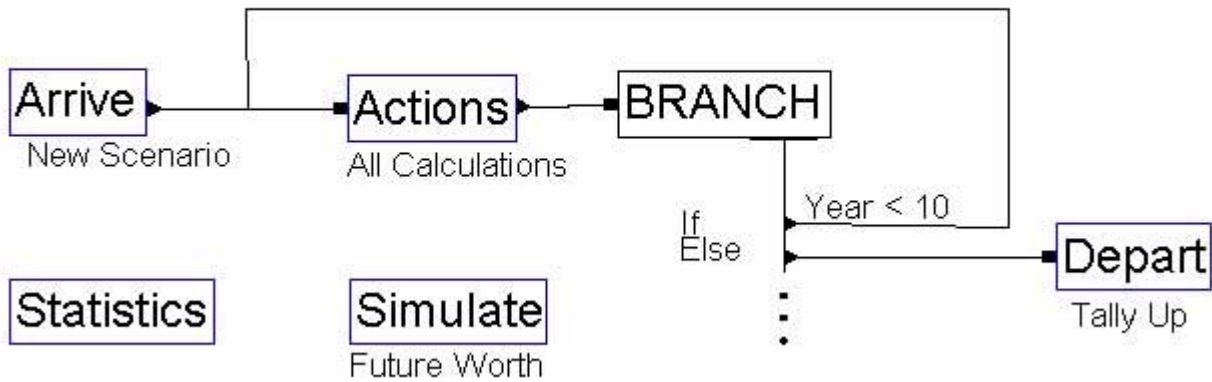 Arrive
New Scenario
Actions
All Calculations
BRANCH
If
Year < 10
Else
Depart
Tally Up
Statistics
Simulate
Future Worth